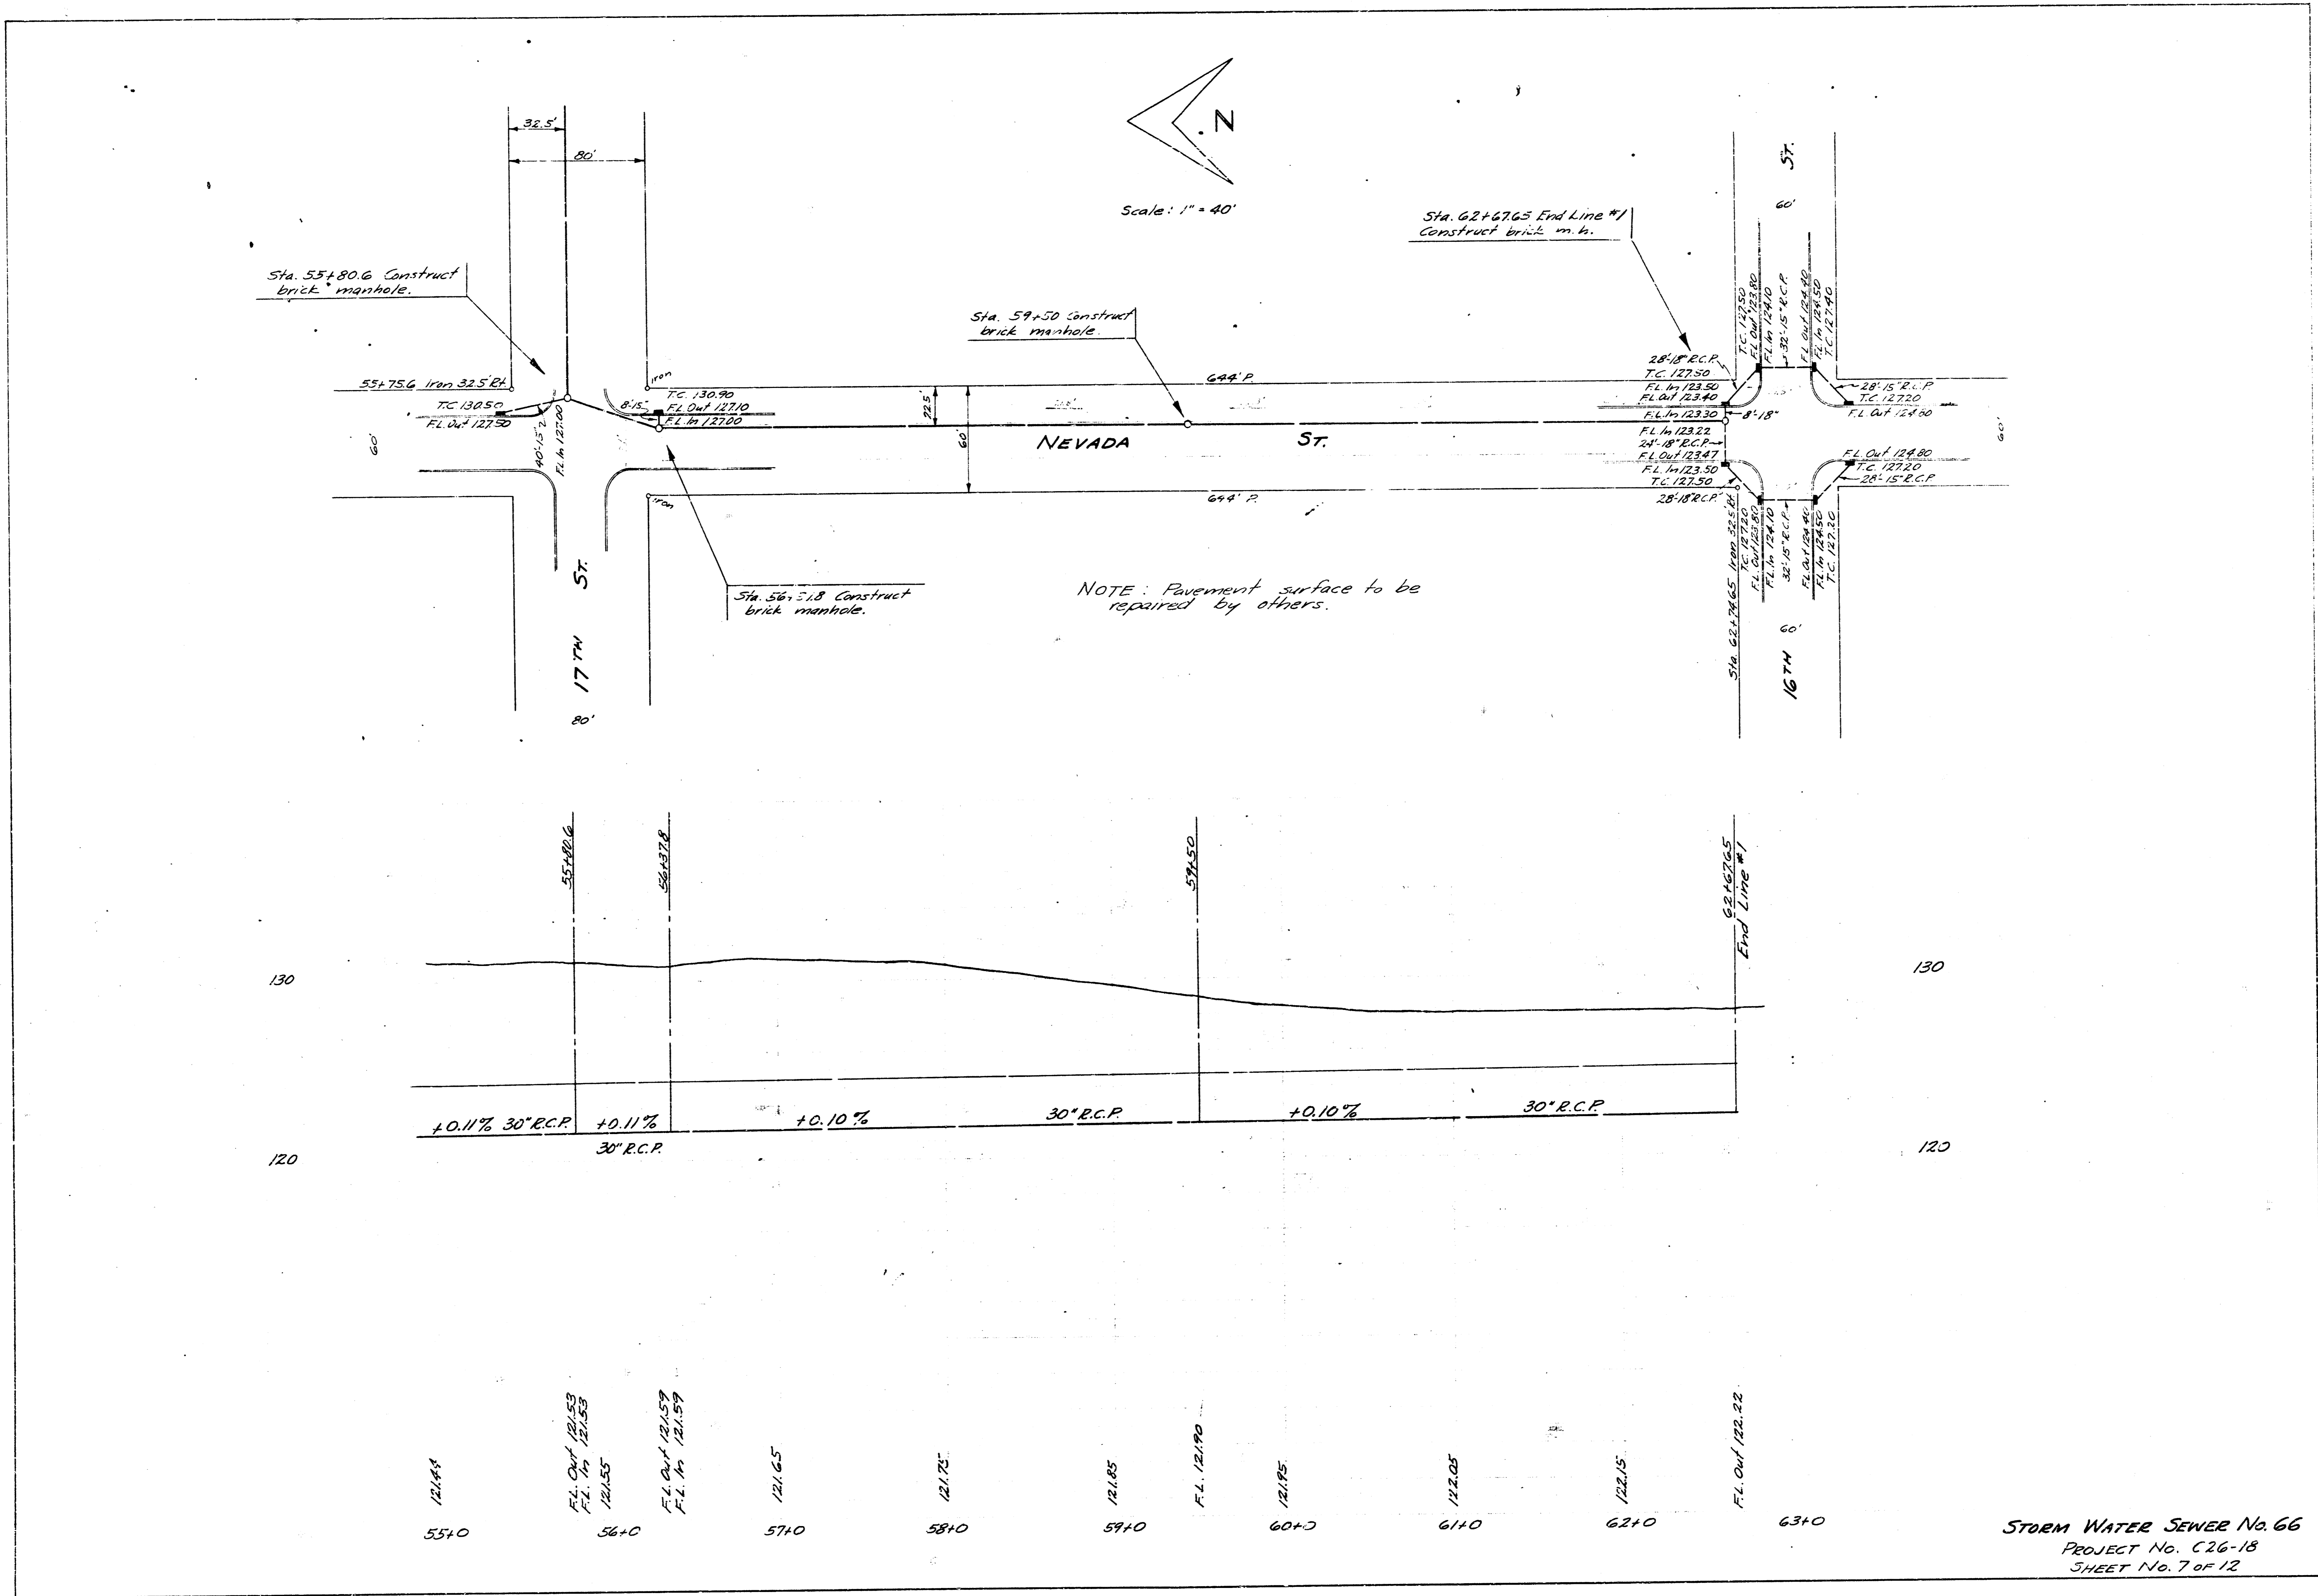 32.5'
80'
N
Scale: 1" = 40'
Sta. 55+80.6 Construct
brick manhole.
Sta. 59+50 Construct
brick manhole.
Sta. 62+67.65 End Line #1
Construct brick m.h.
ST.
60'
T.C. 127.50
F.L. Out 123.80
F.L. In 124.10
32'-15" R.C.P.
F.L. Out 124.40
F.L. In 124.50
T.C. 127.40
55+75.6 Iron 32.5' Rt.
T.C 130.50
F.L. Out 127.50
60'
40'-15"
F.L. In 127.00
Iron
8'-15"
T.C. 130.90
F.L. Out 127.10
F.L. In 127.00
22.5'
60'
644' P.
NEVADA ST.
644' P.
Iron
28'-18" R.C.P.
T.C. 127.50
F.L. In 123.50
F.L. Out 123.40
F.L. In 123.30
8'-18"
F.L. In 123.22
24'-18" R.C.P.
F.L. Out 123.47
F.L. In 123.50
T.C. 127.50
28'-18" R.C.P.
28'-15" R.C.P.
T.C. 127.20
F.L. Out 124.80
60'
F.L. Out 124.80
T.C. 127.20
28'-15" R.C.P.
Sta. 62+74.65 Iron 32.5' Rt.
T.C. 127.20
F.L. Out 123.80
F.L. In 124.10
32'-15" R.C.P.
F.L. Out 124.40
F.L. In 124.50
T.C. 127.20
Construct
brick manhole.
NOTE: Pavement surface to be
repaired by others.
17TH ST.
80'
60'
16TH
55+80.6
56+37.8
59+50
62+67.65
End Line #1
130
130
+0.11% 30" R.C.P.
+0.11%
30" R.C.P.
+0.10%
30" R.C.P.
+0.10%
30" R.C.P.
120
120
121.44
F.L. Out 121.53
F.L. In 121.53
121.55
F.L. Out 121.59
F.L. In 121.59
121.65
121.75
121.85
F.L. 121.90
121.95
122.05
122.15
F.L. Out 122.22
55+0
56+0
57+0
58+0
59+0
60+0
61+0
62+0
63+0
STORM WATER SEWER No. 66
PROJECT No. C26-18
SHEET No. 7 OF 12